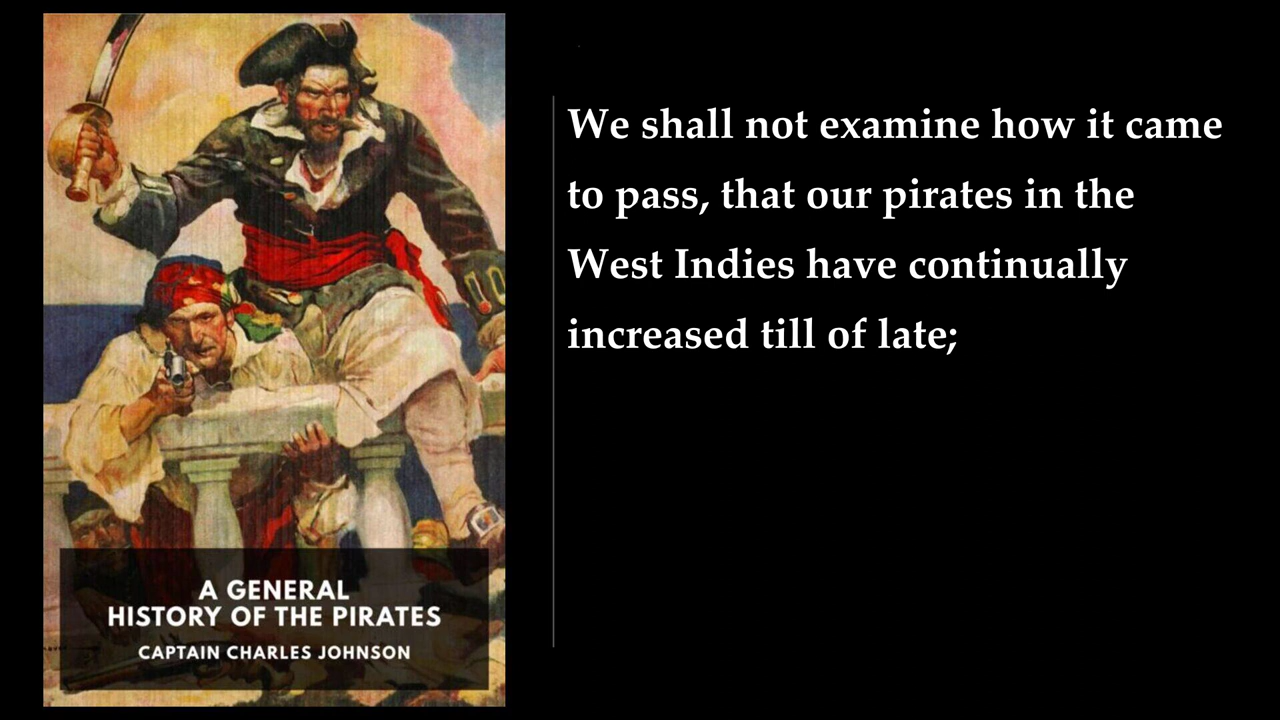 We shall not examine how it came
to pass, that our pirates in the
West Indies have continually
increased till of late;
A GENERAL
HISTORY OF THE PIRATES
CAPTAIN CHARLES JOHNSON